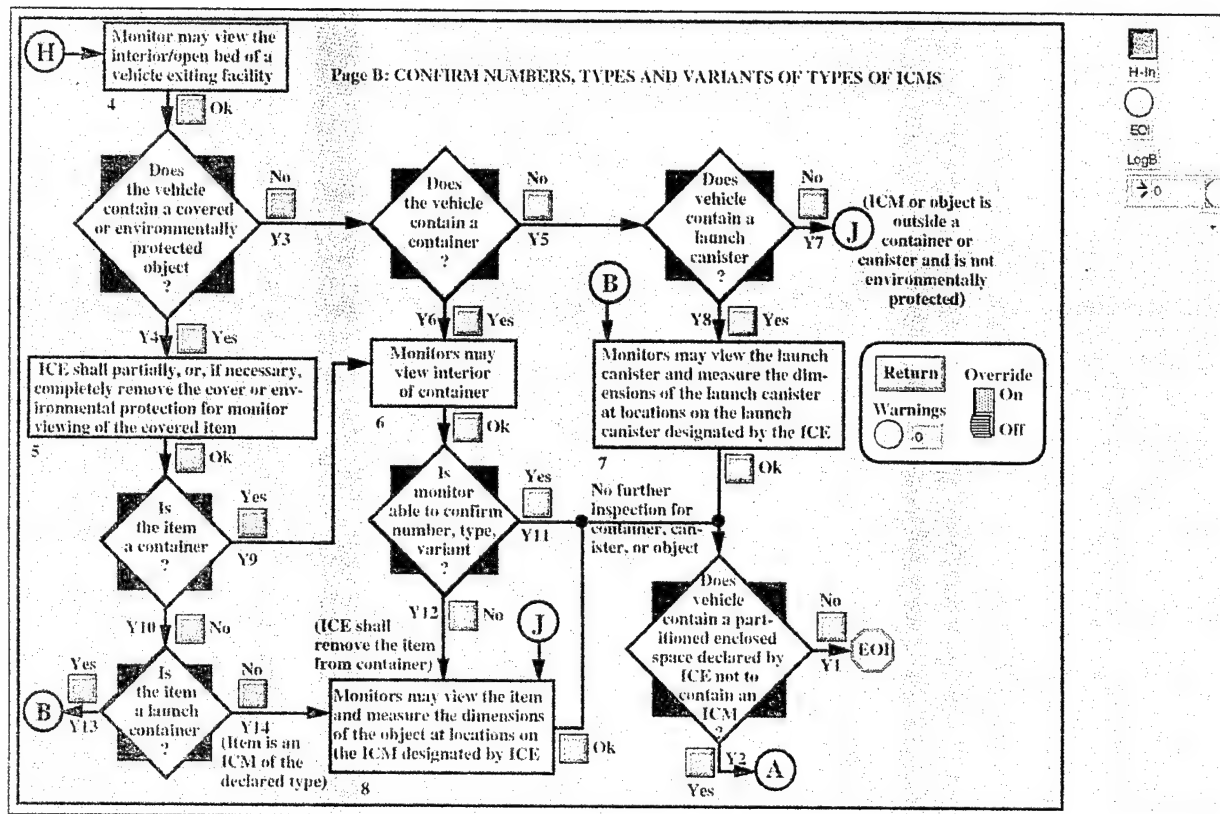 H
Monitor may view the
interior/open bed of a
vehicle exiting facility
4
Ok
Page B: CONFIRM NUMBERS, TYPES AND VARIANTS OF TYPES OF ICMS
H-In
EOI
LogB
0
Does
the vehicle
contain a covered
or environmentally
protected
object
?
No
Y3
Y4
Yes
Does
the vehicle
contain a
container
?
No
Y5
Y6
Yes
Does
vehicle
contain a
launch
canister
?
No
Y7
J
Y8
Yes
(ICM or object is
outside a
container or
canister and is not
environmentally
protected)
B
ICE shall partially, or, if necessary,
completely remove the cover or env-
ironmental protection for monitor
viewing of the covered item
5
Ok
Monitors may
view interior
of container
6
Ok
Monitors may view the launch
canister and measure the dim-
ensions of the launch canister
at locations on the launch
canister designated by the ICE
7
Ok
Return
Override
On
Off
Warnings
0
Is
the item
a container
?
Yes
Y9
Y10
No
Is
monitor
able to confirm
number, type,
variant
?
Yes
Y11
Y12
No
No further
inspection for
container, can-
ister, or object
Does
vehicle
contain a part-
itioned enclosed
space declared by
ICE not to
contain an
ICM
?
No
Y1
EOI
Y2
Yes
A
Is
the item
a launch
container
?
Yes
Y13
B
No
Y14
(Item is an
ICM of the
declared type)
(ICE shall
remove the item
from container)
J
Monitors may view the item
and measure the dimensions
of the object at locations on
the ICM designated by ICE
8
Ok